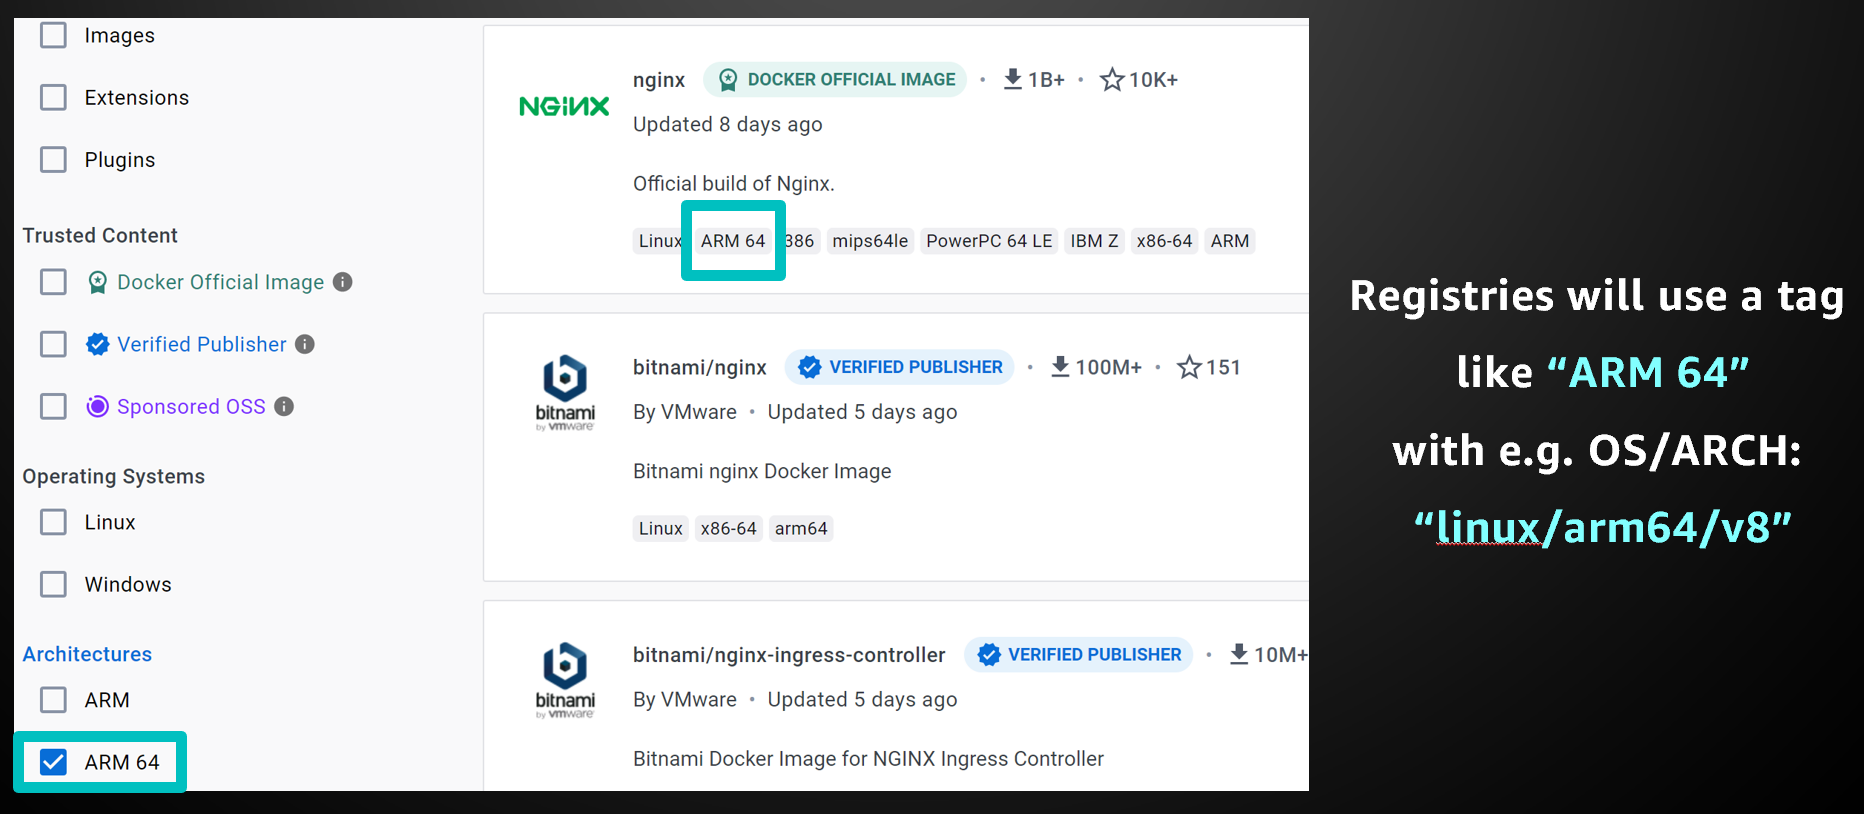 Images
Extensions
Plugins
Trusted Content
Docker Official Image
Verified Publisher
Sponsored OSS
Operating Systems
Linux
Windows
Architectures
ARM
ARM 64
NGINX
nginx DOCKER OFFICIAL IMAGE • 1B+ • 10K+
Updated 8 days ago
Official build of Nginx.
Linux ARM 64 386 mips64le PowerPC 64 LE IBM Z x86-64 ARM
bitnami
by vmware
bitnami/nginx VERIFIED PUBLISHER • 100M+ • 151
By VMware • Updated 5 days ago
Bitnami nginx Docker Image
Linux x86-64 arm64
bitnami
by vmware
bitnami/nginx-ingress-controller VERIFIED PUBLISHER • 10M+
By VMware • Updated 5 days ago
Bitnami Docker Image for NGINX Ingress Controller
Registries will use a tag
like “ARM 64”
with e.g. OS/ARCH:
“linux/arm64/v8”